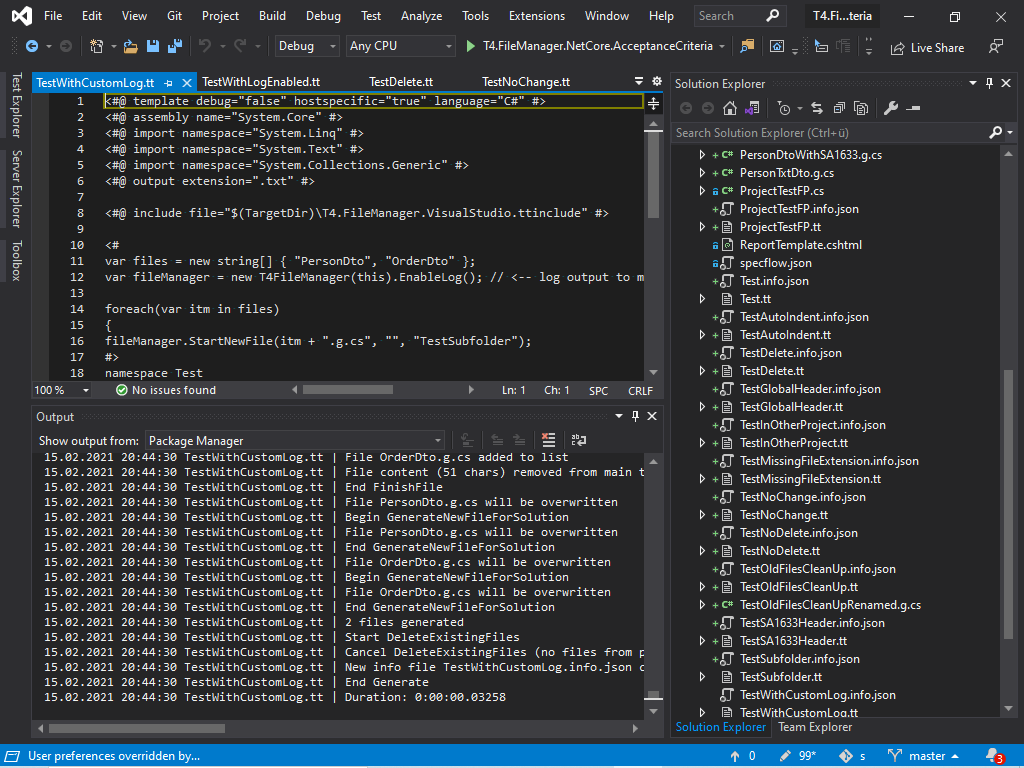 File Edit View Git Project Build Debug Test Analyze Tools Extensions Window Help Search T4.Fi...teria
Debug Any CPU T4.FileManager.NetCore.AcceptanceCriteria Live Share
Test Explorer
Server Explorer
Toolbox
TestWithCustomLog.tt TestWithLogEnabled.tt TestDelete.tt TestNoChange.tt
1 <#@ template debug="false" hostspecific="true" language="C#" #>
2 <#@ assembly name="System.Core" #>
3 <#@ import namespace="System.Linq" #>
4 <#@ import namespace="System.Text" #>
5 <#@ import namespace="System.Collections.Generic" #>
6 <#@ output extension=".txt" #>
7
8 <#@ include file="$(TargetDir)\T4.FileManager.VisualStudio.ttinclude" #>
9
10 <#
11 var files = new string[] { "PersonDto", "OrderDto" };
12 var fileManager = new T4FileManager(this).EnableLog(); // <-- log output to m
13
14 foreach(var itm in files)
15 {
16 fileManager.StartNewFile(itm + ".g.cs", "", "TestSubfolder");
17 #>
18 namespace Test
100 % No issues found Ln: 1 Ch: 1 SPC CRLF
Output
Show output from: Package Manager
15.02.2021 20:44:30 TestWithCustomLog.tt | File OrderDto.g.cs added to list
15.02.2021 20:44:30 TestWithCustomLog.tt | File content (51 chars) removed from main t
15.02.2021 20:44:30 TestWithCustomLog.tt | End FinishFile
15.02.2021 20:44:30 TestWithCustomLog.tt | File PersonDto.g.cs will be overwritten
15.02.2021 20:44:30 TestWithCustomLog.tt | Begin GenerateNewFileForSolution
15.02.2021 20:44:30 TestWithCustomLog.tt | File PersonDto.g.cs will be overwritten
15.02.2021 20:44:30 TestWithCustomLog.tt | End GenerateNewFileForSolution
15.02.2021 20:44:30 TestWithCustomLog.tt | File OrderDto.g.cs will be overwritten
15.02.2021 20:44:30 TestWithCustomLog.tt | Begin GenerateNewFileForSolution
15.02.2021 20:44:30 TestWithCustomLog.tt | File OrderDto.g.cs will be overwritten
15.02.2021 20:44:30 TestWithCustomLog.tt | End GenerateNewFileForSolution
15.02.2021 20:44:30 TestWithCustomLog.tt | 2 files generated
15.02.2021 20:44:30 TestWithCustomLog.tt | Start DeleteExistingFiles
15.02.2021 20:44:30 TestWithCustomLog.tt | Cancel DeleteExistingFiles (no files from p
15.02.2021 20:44:30 TestWithCustomLog.tt | New info file TestWithCustomLog.info.json c
15.02.2021 20:44:30 TestWithCustomLog.tt | End Generate
15.02.2021 20:44:30 TestWithCustomLog.tt | Duration: 0:00:00.03258
Solution Explorer
Search Solution Explorer (Ctrl+ü)
C# PersonDtoWithSA1633.g.cs
C# PersonTxtDto.g.cs
C# ProjectTestFP.cs
ProjectTestFP.info.json
ProjectTestFP.tt
ReportTemplate.cshtml
specflow.json
Test.info.json
Test.tt
TestAutoIndent.info.json
TestAutoIndent.tt
TestDelete.info.json
TestDelete.tt
TestGlobalHeader.info.json
TestGlobalHeader.tt
TestInOtherProject.info.json
TestInOtherProject.tt
TestMissingFileExtension.info.json
TestMissingFileExtension.tt
TestNoChange.info.json
TestNoChange.tt
TestNoDelete.info.json
TestNoDelete.tt
TestOldFilesCleanUp.info.json
TestOldFilesCleanUp.tt
C# TestOldFilesCleanUpRenamed.g.cs
TestSA1633Header.info.json
TestSA1633Header.tt
TestSubfolder.info.json
TestSubfolder.tt
TestWithCustomLog.info.json
TestWithCustomLog.tt
Solution Explorer Team Explorer
User preferences overridden by... 0 99* s master 3